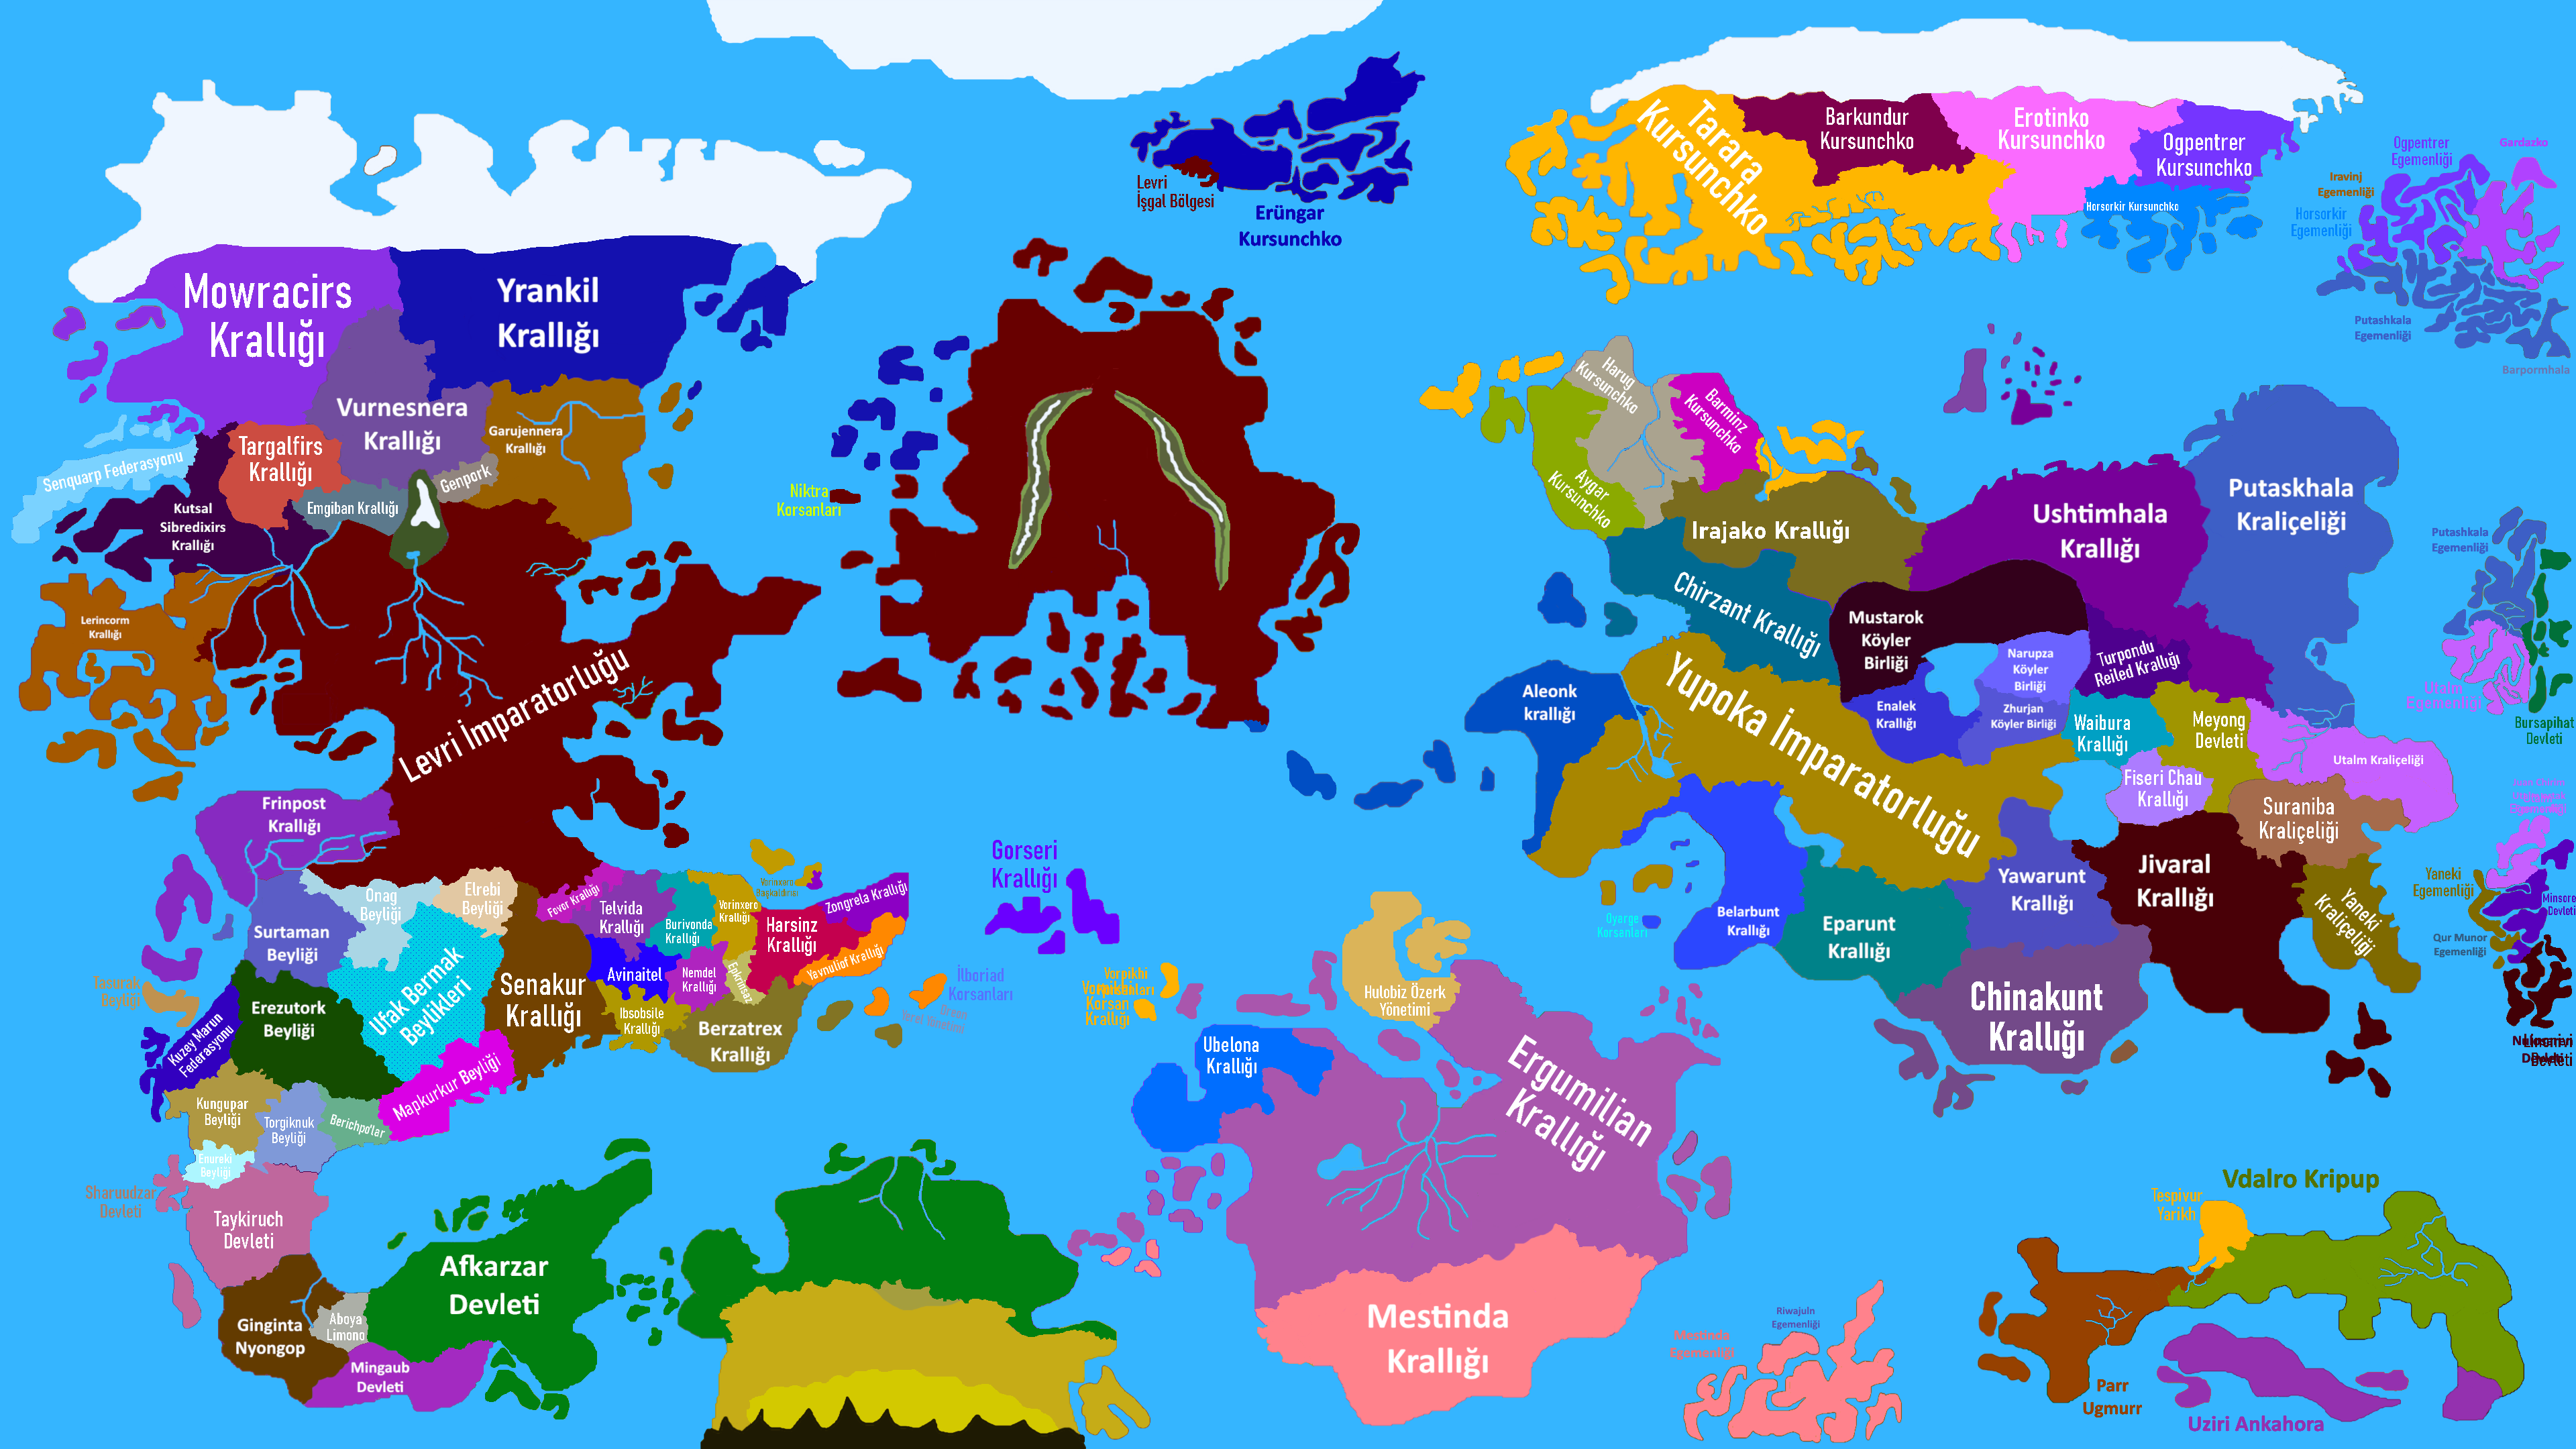 Mowracirs
Krallığı
Yrankil
Krallığı
Vurnesnera
Krallığı
Garujennera
Krallığı
Genpork
Targalfirs
Krallığı
Senquarp Federasyonu
Kutsal
Sibredixirs
Krallığı
Emgiban Krallığı
Lerincorm
Krallığı
Levri İmparatorluğu
Niktra
Korsanları
Levri
İşgal Bölgesi
Erüngar
Kursunchko
Tarara
Kursunchko
Barkundur
Kursunchko
Erotinko
Kursunchko
Ogpentrer
Kursunchko
Horsorkir Kursunchko
Ogpentrer
Egemenliği
Gardazko
Iravinj
Egemenliği
Horsorkir
Egemenliği
Putashkala
Egemenliği
Barpormhala
Harug
Kursunchko
Barminz
Kursunchko
Aygar
Kursunchko
Irajako Krallığı
Ushtimhala
Krallığı
Putaskhala
Kraliçeliği
Chirzant Krallığı
Mustarok
Köyler
Birliği
Narupza
Köyler
Birliği
Turpondu
Reiled Krallığı
Enalek
Krallığı
Zhurjan
Köyler Birliği
Waibura
Krallığı
Meyong
Devleti
Utalm Kraliçeliği
Fiseri Chau
Krallığı
Suraniba
Kraliçeliği
Aleonk
krallığı
Yupoka İmparatorluğu
Putashkala
Egemenliği
Utalm
Egemenliği
Bursapihat
Devleti
Jivaral
Krallığı
Yawarunt
Krallığı
Yaneki
Kraliçeliği
Yaneki
Egemenliği
Minsore
Devleti
Qur Munor
Egemenliği
Belarbunt
Krallığı
Eparunt
Krallığı
Chinakunt
Krallığı
Oyarge
Korsanları
Frinpost
Krallığı
Onag
Beyliği
Elrebi
Beyliği
Surtaman
Beyliği
Ufak Bermak
Beylikleri
Senakur
Krallığı
Fevor Krallığı
Telvida
Krallığı
Burivonda
Krallığı
Vorinxero
Krallığı
Vorinxero
Harsinz
Krallığı
Zongrela Krallığı
Yavnutiof Krallığı
Avinaitel
Nemdel
Krallığı
Ibsobsile
Krallığı
Berzatrex
Krallığı
Gorseri
Krallığı
İlboriad
Korsanları
Vorpikhi
Korsan
Krallığı
Tasurak
Beyliği
Erezutork
Beyliği
Kuzey Marun
Federasyonu
Kungupar
Beyliği
Torgiknuk
Beyliği
Berichpo'lar
Mapkurkur Beyliği
Enureki
Beyliği
Sharuudzar
Devleti
Taykiruch
Devleti
Ginginta
Nyongop
Aboya
Limono
Mingaub
Devleti
Afkarzar
Devleti
Hulobiz Özerk
Yönetimi
Ubelona
Krallığı
Ergumilian
Krallığı
Mestinda
Krallığı
Mestinda
Egemenliği
Riwajuln
Egemenliği
Vdalro Kripup
Tespivur
Yarikh
Parr
Ugmurr
Uziri Ankahora